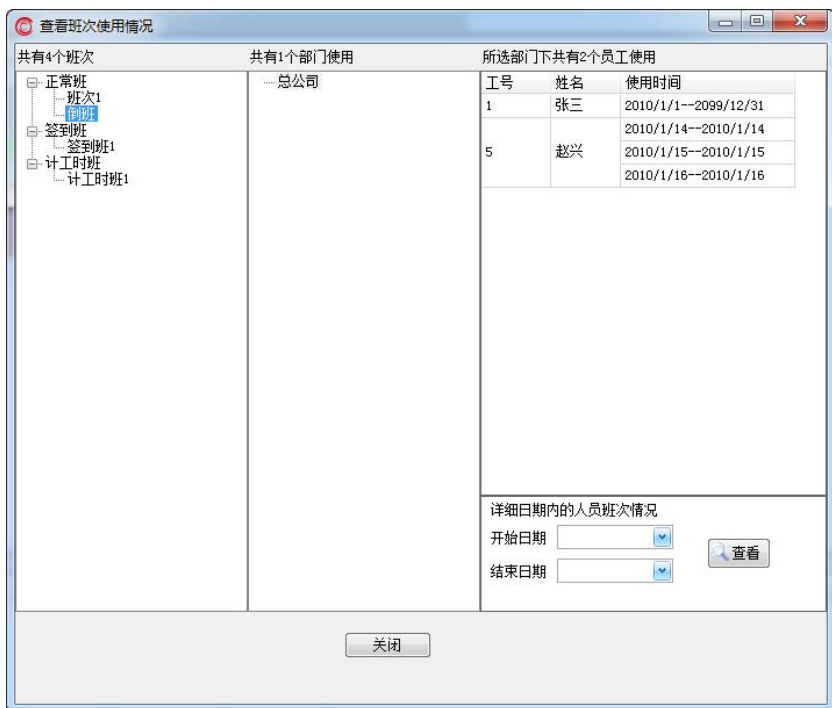 查看班次使用情况
共有4个班次
正常班
班次1
倒班
签到班
签到班1
计工时班
计工时班1
共有1个部门使用
总公司
所选部门下共有2个员工使用
工号 姓名 使用时间
1 张三 2010/1/1--2099/12/31
2010/1/14--2010/1/14
5 赵兴 2010/1/15--2010/1/15
2010/1/16--2010/1/16
详细日期内的人员班次情况
开始日期
结束日期
查看
关闭